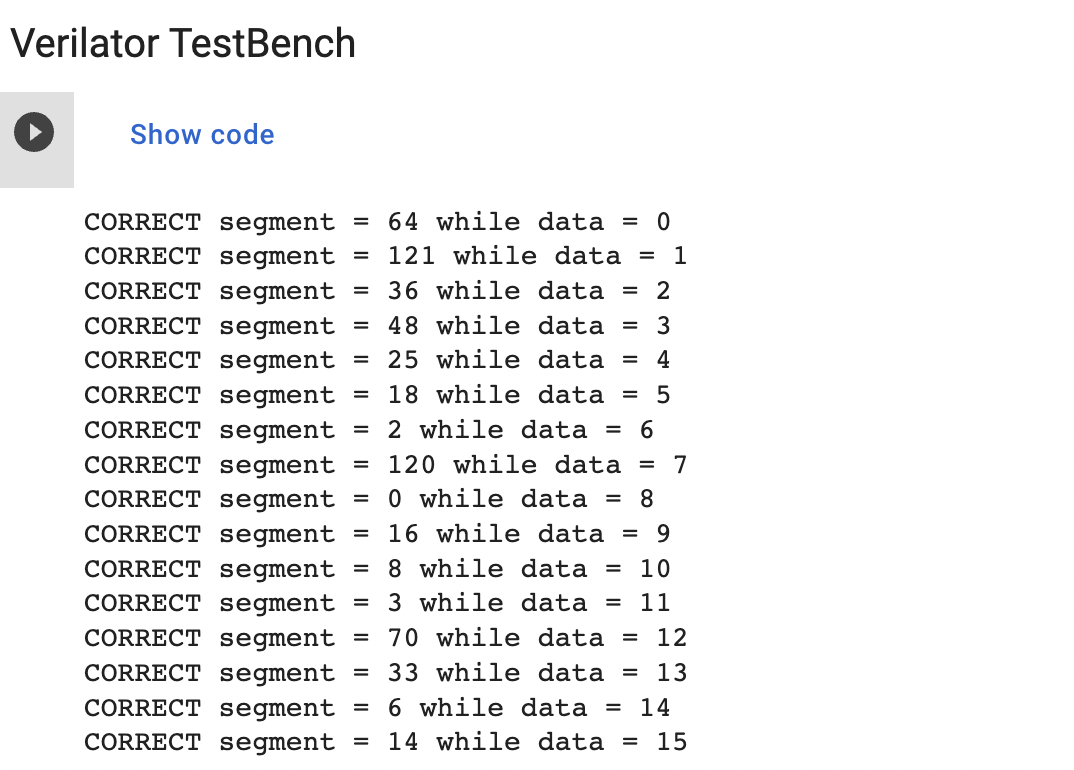 Verilator TestBench
Show code
CORRECT segment = 64 while data = 0
CORRECT segment = 121 while data = 1
CORRECT segment = 36 while data = 2
CORRECT segment = 48 while data = 3
CORRECT segment = 25 while data = 4
CORRECT segment = 18 while data = 5
CORRECT segment = 2 while data = 6
CORRECT segment = 120 while data = 7
CORRECT segment = 0 while data = 8
CORRECT segment = 16 while data = 9
CORRECT segment = 8 while data = 10
CORRECT segment = 3 while data = 11
CORRECT segment = 70 while data = 12
CORRECT segment = 33 while data = 13
CORRECT segment = 6 while data = 14
CORRECT segment = 14 while data = 15